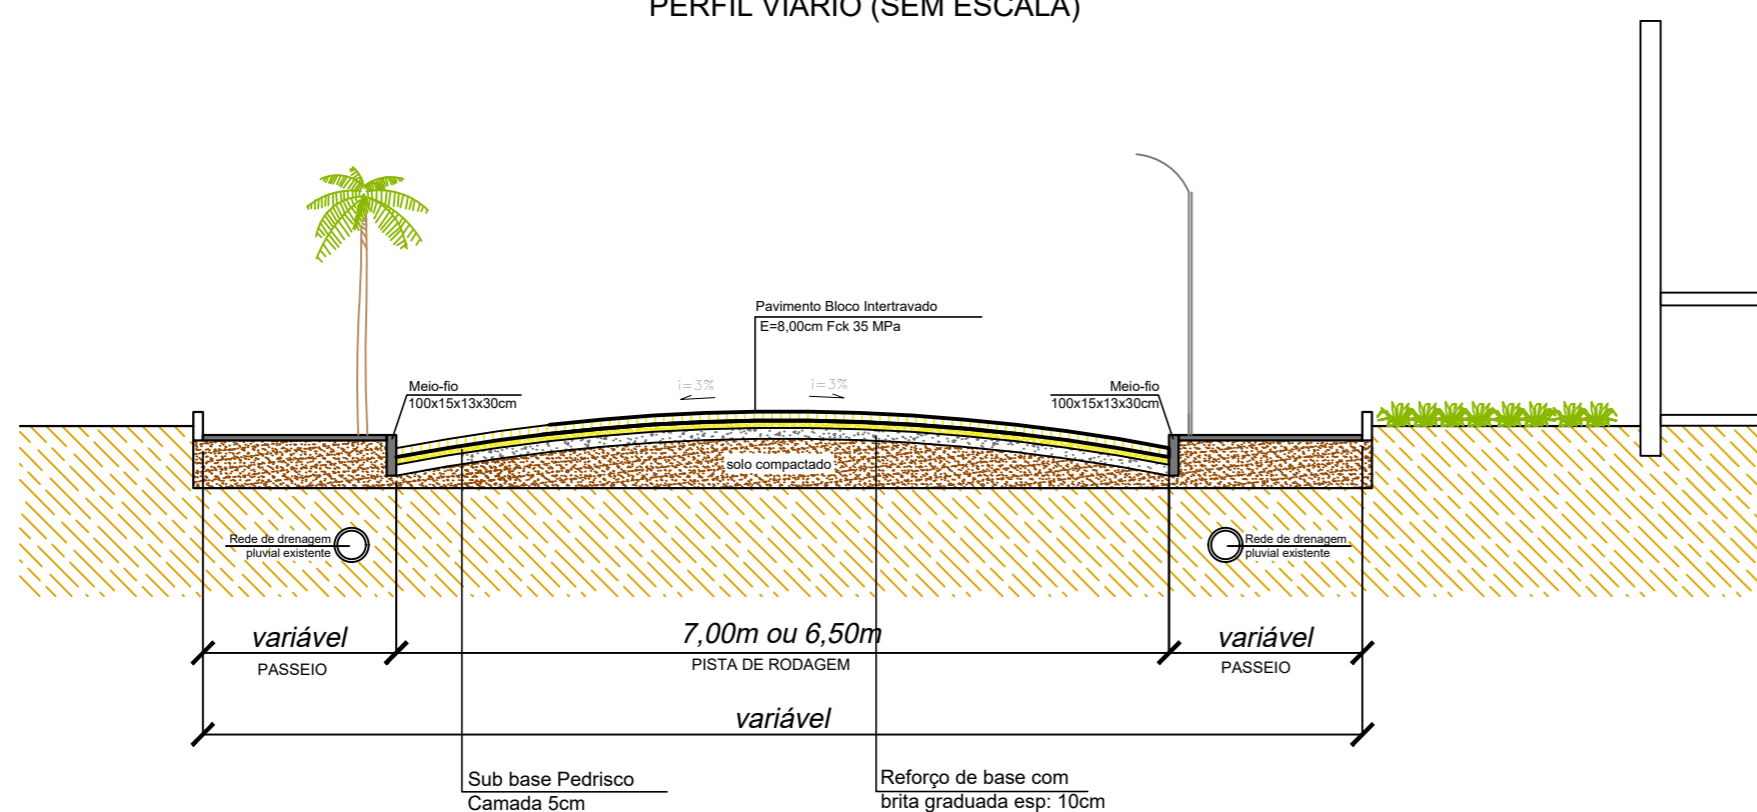 PERFIL VIÁRIO (SEM ESCALA)
Pavimento Bloco Intertravado
E=8,00cm Fck 35 MPa
Meio-fio
100x15x13x30cm
i=3%
i=3%
Meio-fio
100x15x13x30cm
solo compactado
Rede de drenagem
pluvial existente
Rede de drenagem
pluvial existente
variável
PASSEIO
7,00m ou 6,50m
PISTA DE RODAGEM
variável
PASSEIO
variável
Sub base Pedrisco
Camada 5cm
Reforço de base com
brita graduada esp: 10cm